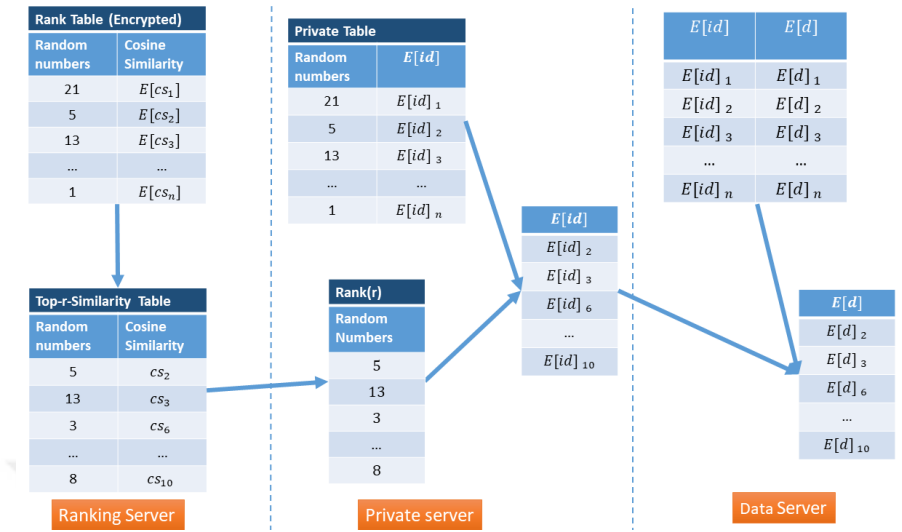 Rank Table (Encrypted)
Random numbers Cosine Similarity
21 E[cs₁]
5 E[cs₂]
13 E[cs₃]
... ...
1 E[csₙ]
Top-r-Similarity Table
Random numbers Cosine Similarity
5 cs₂
13 cs₃
3 cs₆
... ...
8 cs₁₀
Ranking Server
Private Table
Random numbers E[id]
21 E[id] ₁
5 E[id] ₂
13 E[id] ₃
... ...
1 E[id] ₙ
Rank(r)
Random Numbers
5
13
3
...
8
E[id]
E[id] ₂
E[id] ₃
E[id] ₆
...
E[id] ₁₀
Private server
E[id] E[d]
E[id] ₁ E[d] ₁
E[id] ₂ E[d] ₂
E[id] ₃ E[d] ₃
... ...
E[id] ₙ E[d] ₙ
E[d]
E[d] ₂
E[d] ₃
E[d] ₆
...
E[d] ₁₀
Data Server